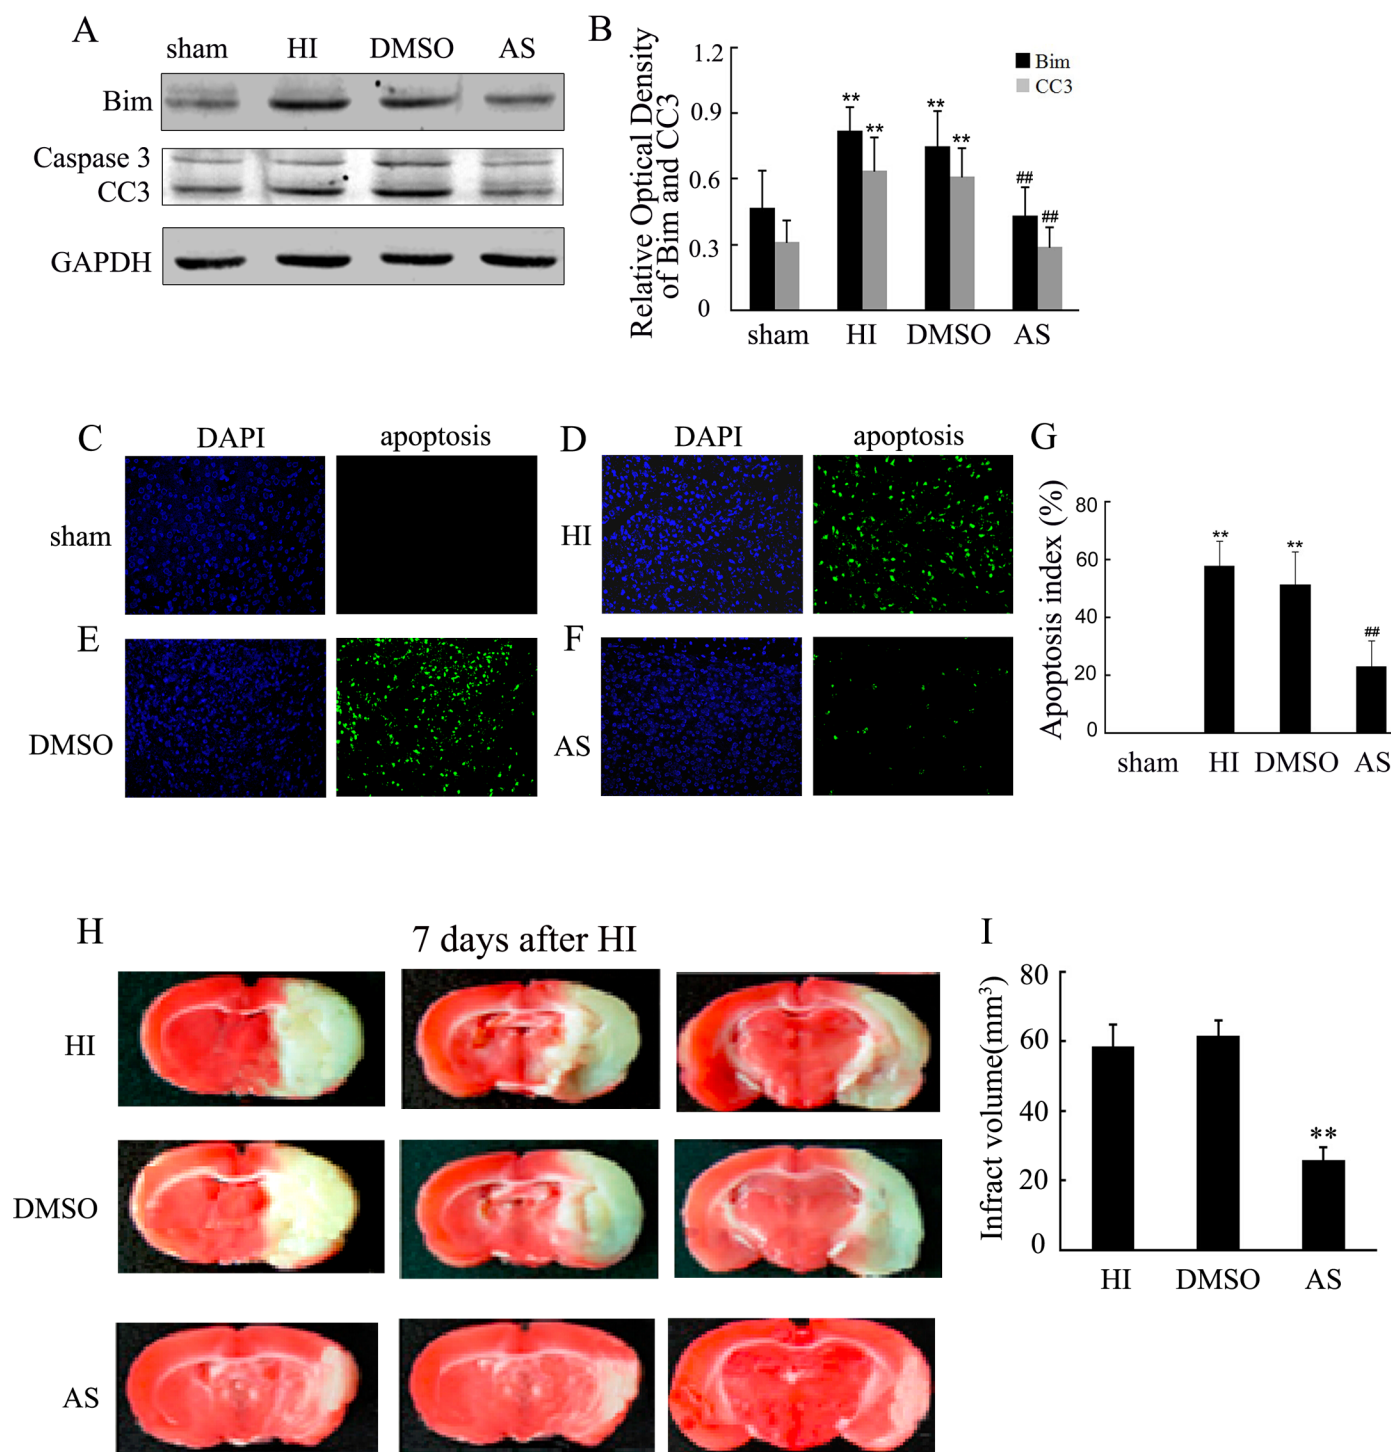 A
sham HI DMSO AS
Bim
Caspase 3
CC3
GAPDH
B
Relative Optical Density
of Bim and CC3
1.2
0.9
0.6
0.3
0
Bim
CC3
** ** ** ** ## ##
sham HI DMSO AS
C DAPI apoptosis
sham
D DAPI apoptosis
HI
E
DMSO
F
AS
G
Apoptosis index (%)
80
60
40
20
0
** ** ##
sham HI DMSO AS
H
7 days after HI
HI
DMSO
AS
I
Infract volume(mm³)
80
60
40
20
0
**
HI DMSO AS